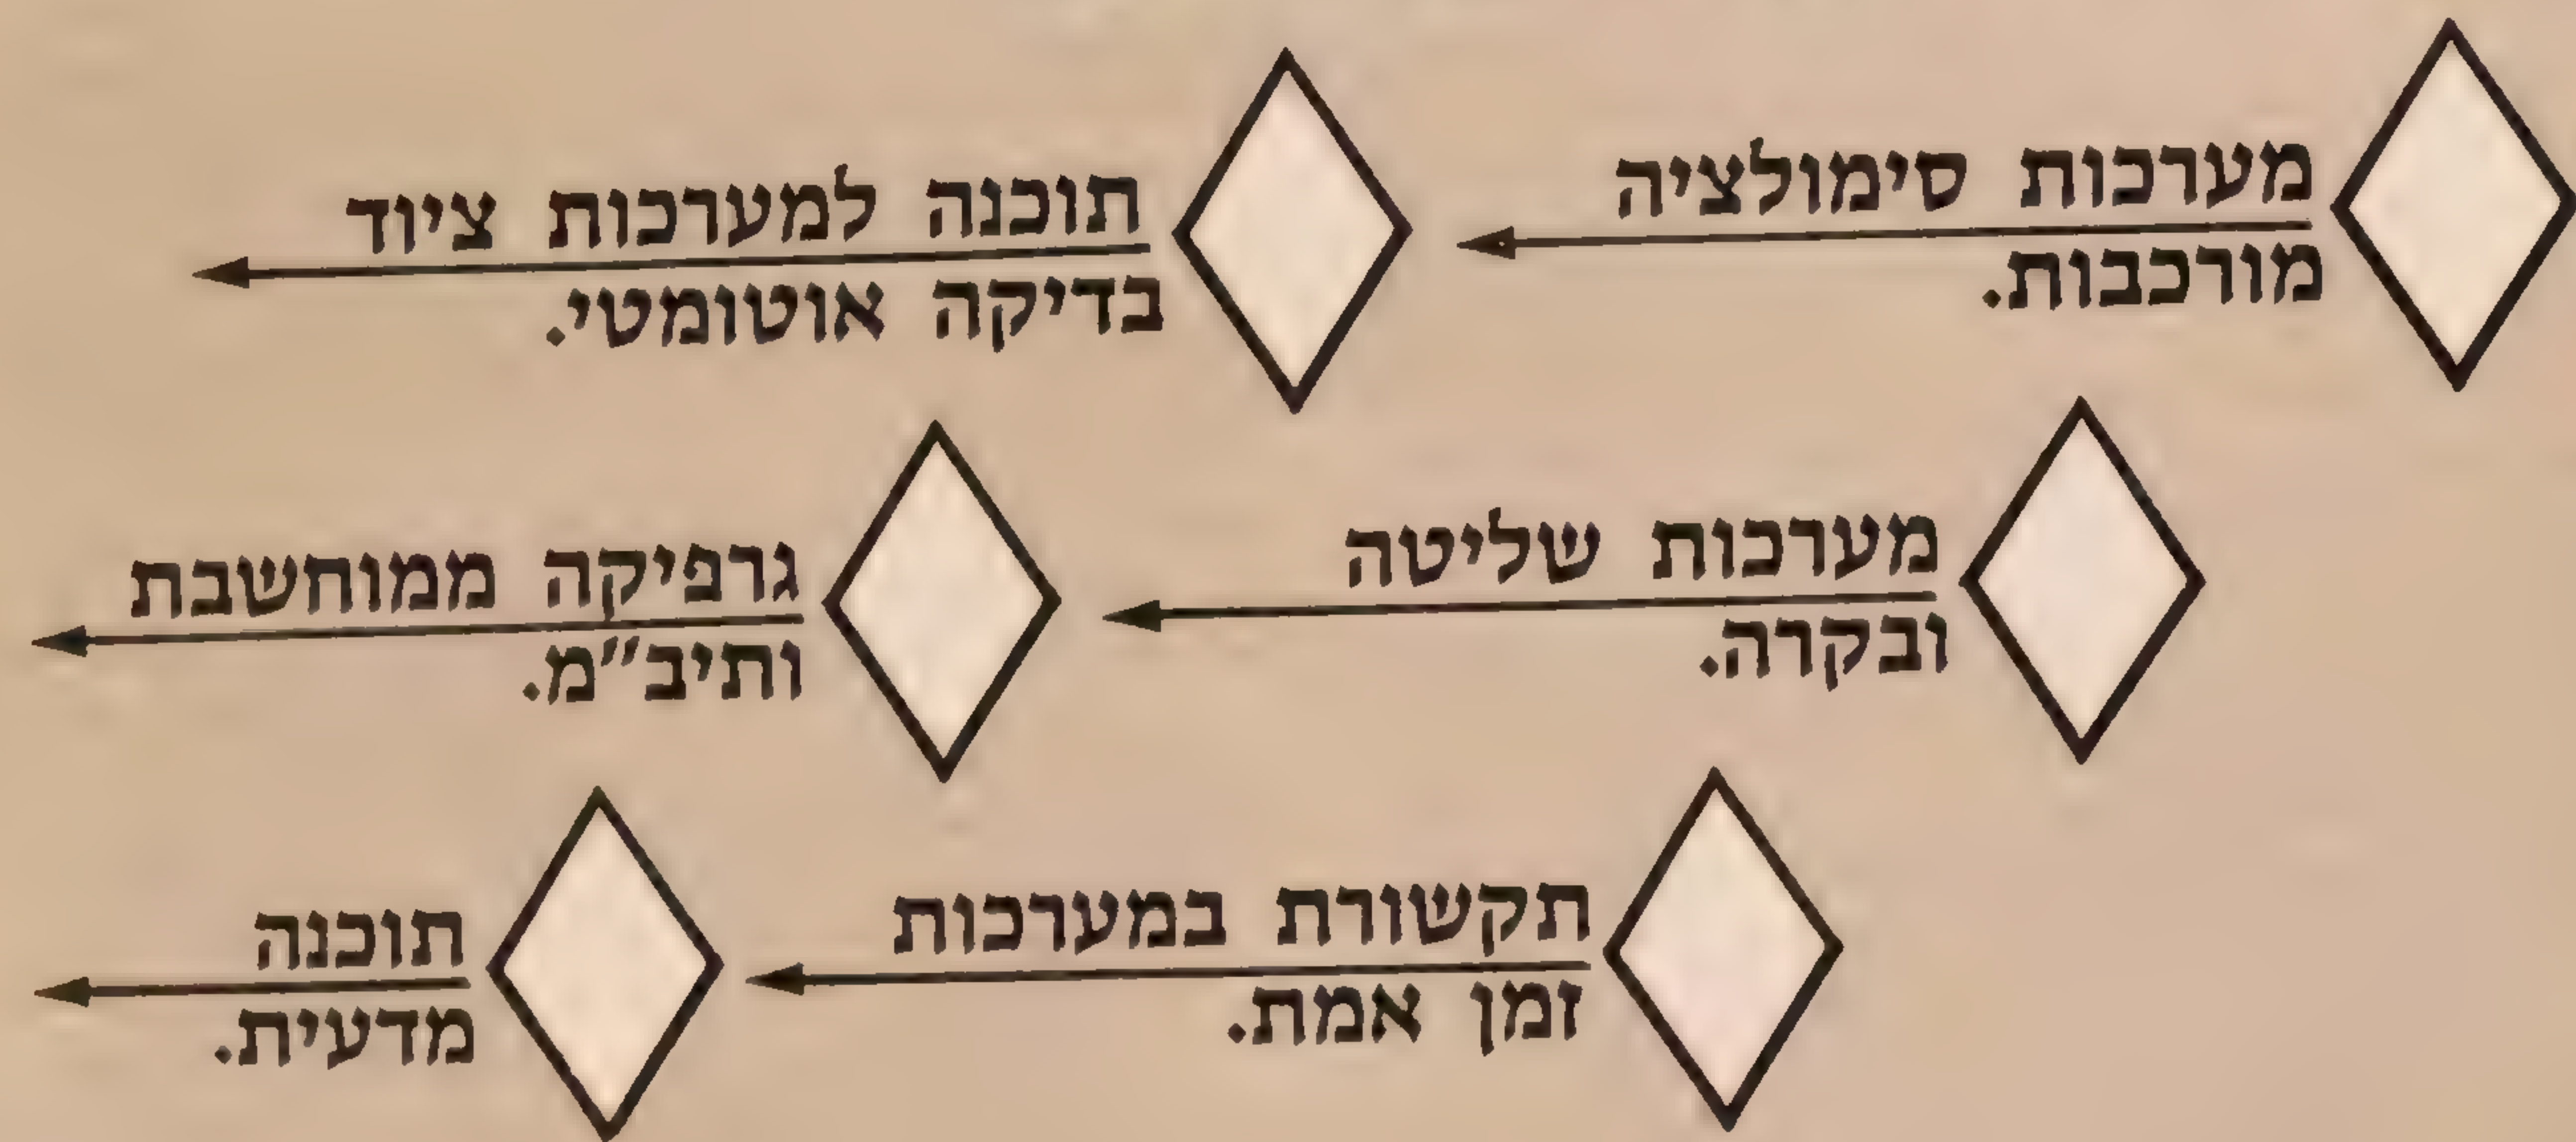 מערכות סימולציה
מורכבות.
תוכנה למערכות ציוד
בדיקה אוטומטי.
מערכות שליטה
ובקרה.
גרפיקה ממוחשבת
ותיב״מ.
תקשורת במערכות
זמן אמת.
תוכנה
מדעית.